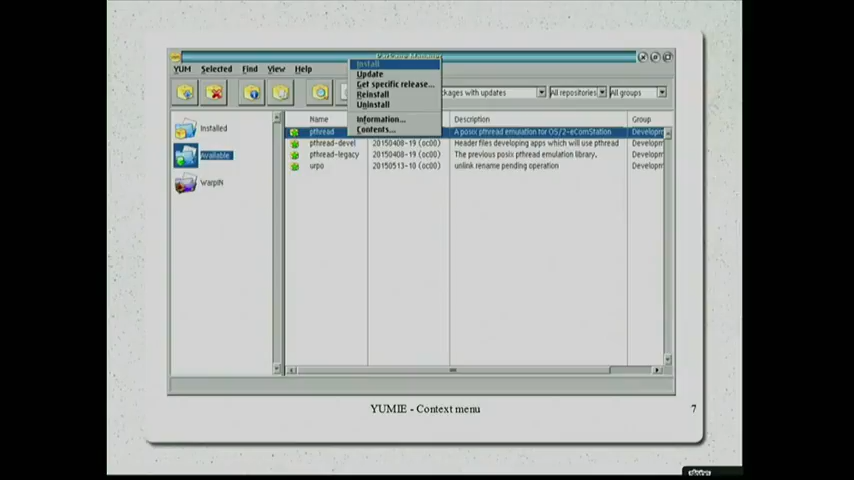 Package Manager
YUM Selected Find View Help
Install
Update
Get specific release...
Reinstall
Uninstall
Information...
Contents...
kages with updates All repositories All groups
Installed
Available
WarpIN
Name Description Group
pthread A posix pthread emulation for OS/2-eComStation Developm
pthread-devel 20150408-19 (oc00) Header files developing apps which will use pthread Developm
pthread-legacy 20150408-19 (oc00) The previous posix pthread emulation library. Developm
urpo 20150513-10 (oc00) unlink rename pending operation Developm
YUMIE - Context menu
7